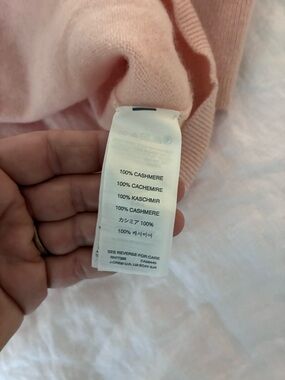 100% CASHMERE
100% CACHEMIRE
100% KASCHMIR
100% CASHMERE
カシミア 100%
100% 캐시미어
SEE REVERSE FOR CARE